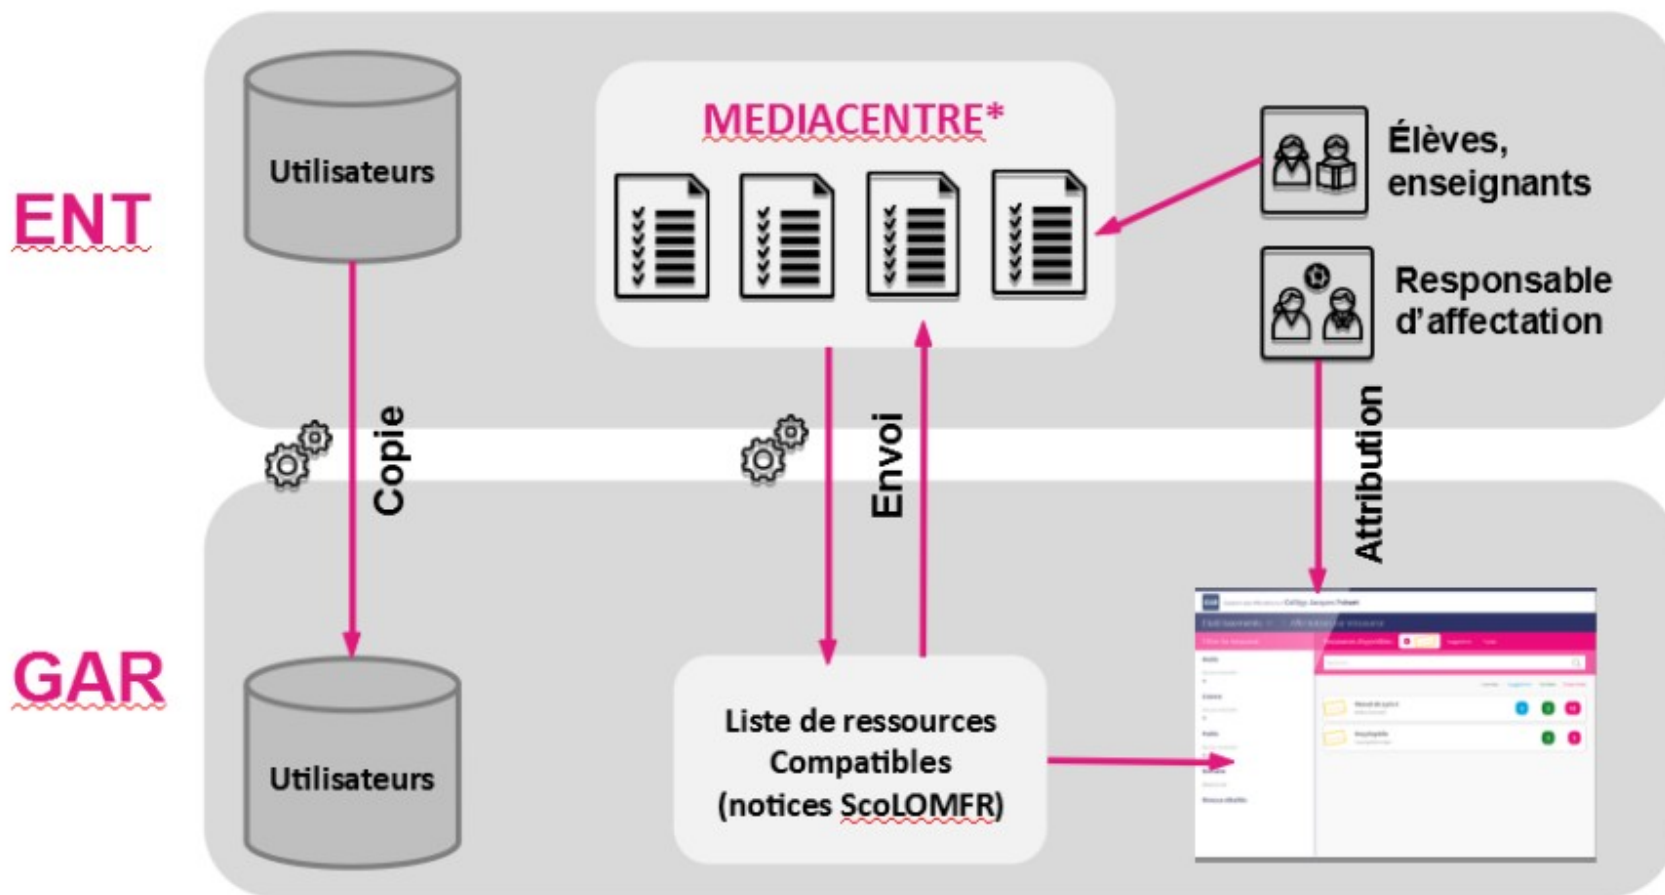 ENT
Utilisateurs
MEDIACENTRE*
Élèves,
enseignants
Responsable
d'affectation
Copie
Envoi
Attribution
GAR
Utilisateurs
Liste de ressources
Compatibles
(notices ScoLOMFR)